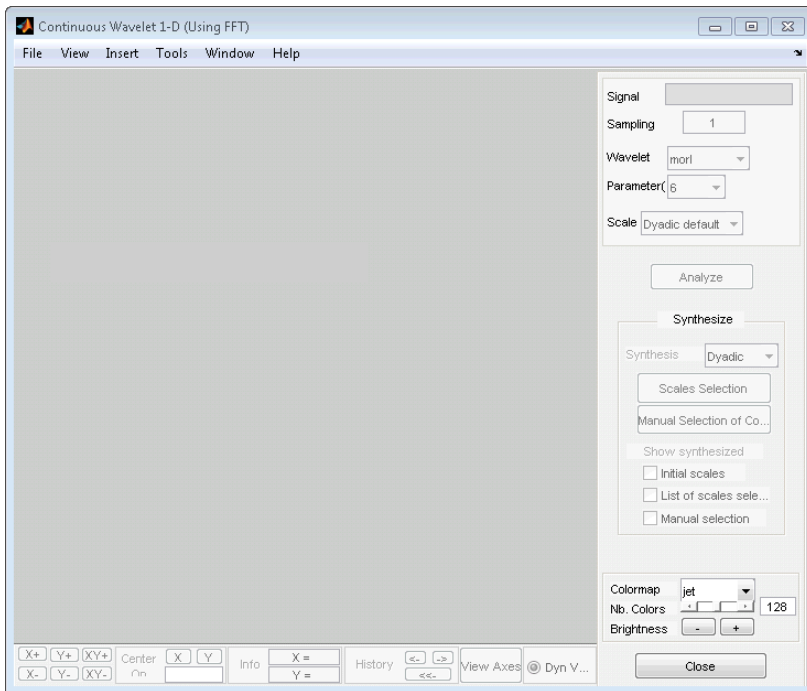 Continuous Wavelet 1-D (Using FFT)
File View Insert Tools Window Help
Signal
Sampling 1
Wavelet morl
Parameter( 6
Scale Dyadic default
Analyze
Synthesize
Synthesis Dyadic
Scales Selection
Manual Selection of Co...
Show synthesized
Initial scales
List of scales sele...
Manual selection
Colormap jet
Nb. Colors 128
Brightness - +
X+ Y+ XY+ Center X Y Info X = History <- -> View Axes Dyn V...
X- Y- XY- On Y = <<-
Close